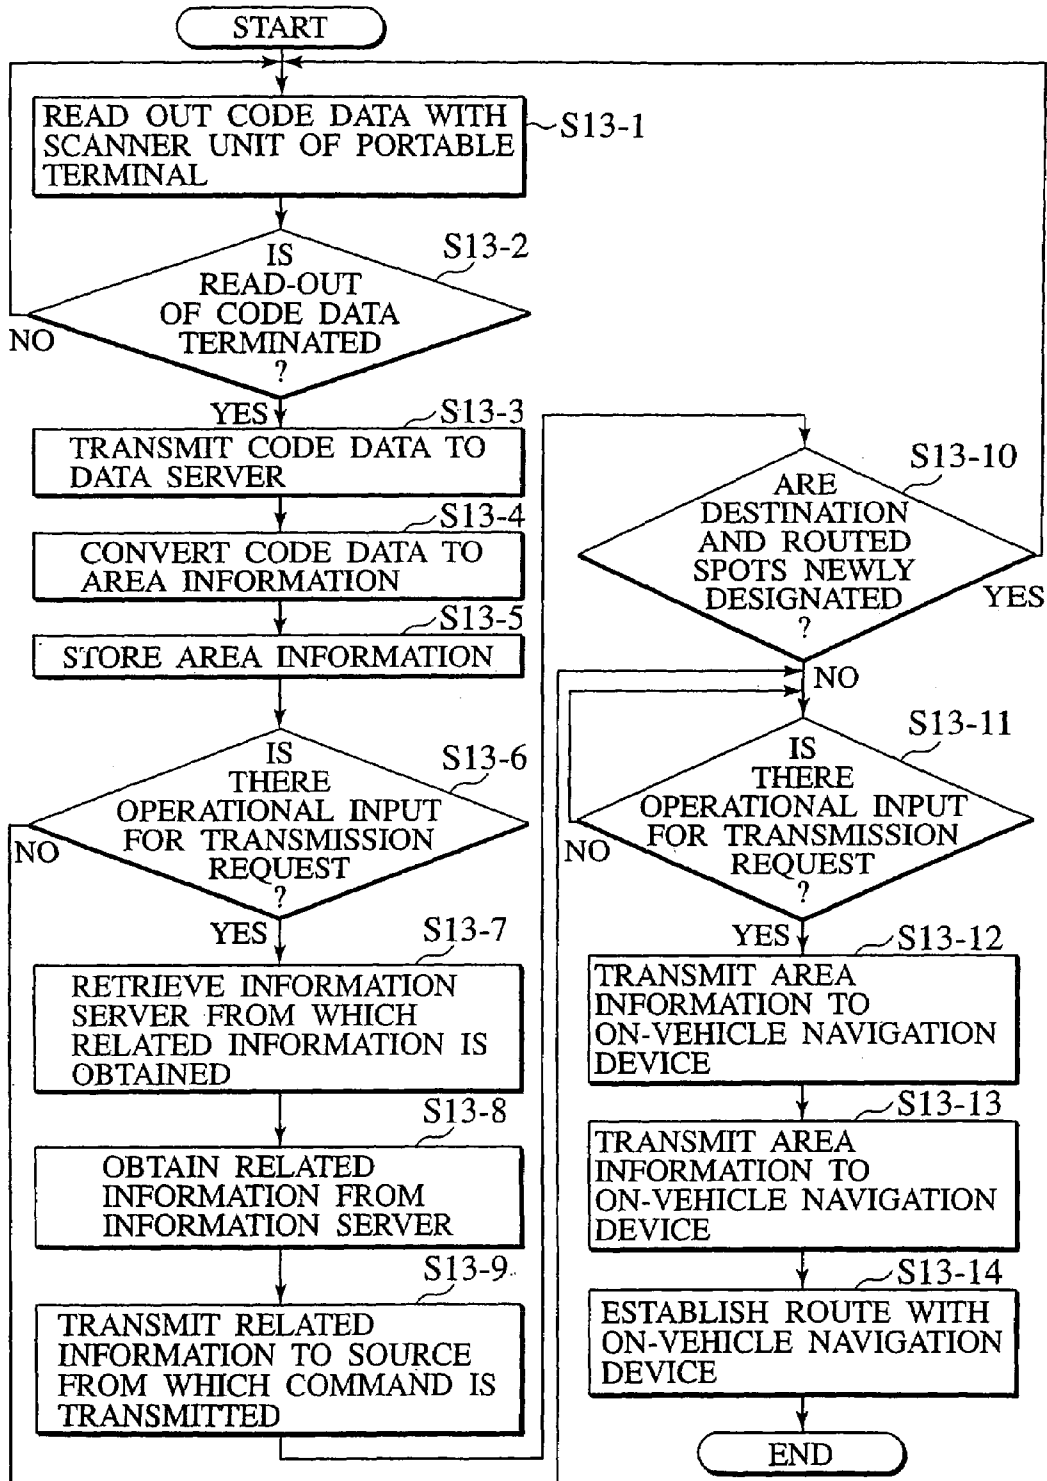 START
READ OUT CODE DATA WITH
SCANNER UNIT OF PORTABLE
TERMINAL
S13-1
S13-2
IS
READ-OUT
OF CODE DATA
TERMINATED
?
NO
YES
S13-3
TRANSMIT CODE DATA TO
DATA SERVER
S13-4
CONVERT CODE DATA TO
AREA INFORMATION
S13-5
STORE AREA INFORMATION
S13-6
IS
THERE
OPERATIONAL INPUT
FOR TRANSMISSION
REQUEST
?
NO
YES
S13-7
RETRIEVE INFORMATION
SERVER FROM WHICH
RELATED INFORMATION IS
OBTAINED
S13-8
OBTAIN RELATED
INFORMATION FROM
INFORMATION SERVER
S13-9
TRANSMIT RELATED
INFORMATION TO SOURCE
FROM WHICH COMMAND IS
TRANSMITTED
S13-10
ARE
DESTINATION
AND ROUTED
SPOTS NEWLY
DESIGNATED
?
YES
NO
S13-11
IS
THERE
OPERATIONAL INPUT
FOR TRANSMISSION
REQUEST
?
NO
YES
S13-12
TRANSMIT AREA
INFORMATION TO
ON-VEHICLE NAVIGATION
DEVICE
S13-13
TRANSMIT AREA
INFORMATION TO
ON-VEHICLE NAVIGATION
DEVICE
S13-14
ESTABLISH ROUTE WITH
ON-VEHICLE NAVIGATION
DEVICE
END